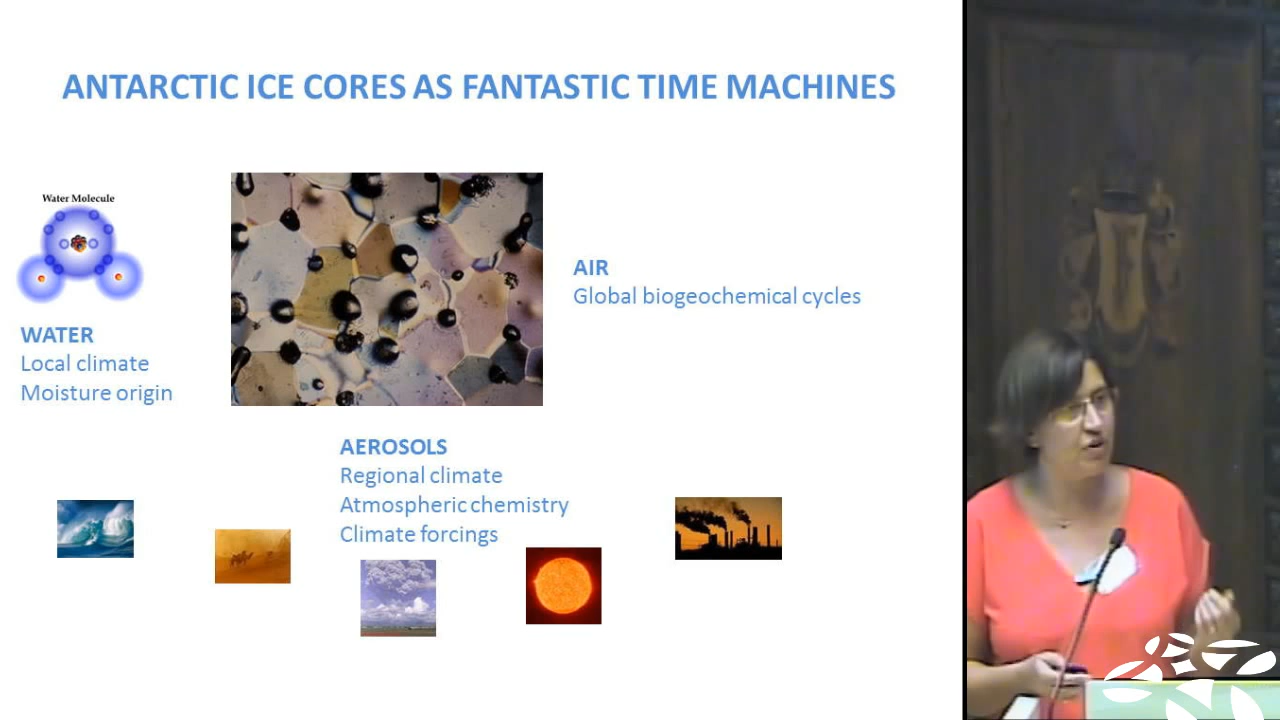 ANTARCTIC ICE CORES AS FANTASTIC TIME MACHINES
Water Molecule
WATER
Local climate
Moisture origin
AIR
Global biogeochemical cycles
AEROSOLS
Regional climate
Atmospheric chemistry
Climate forcings